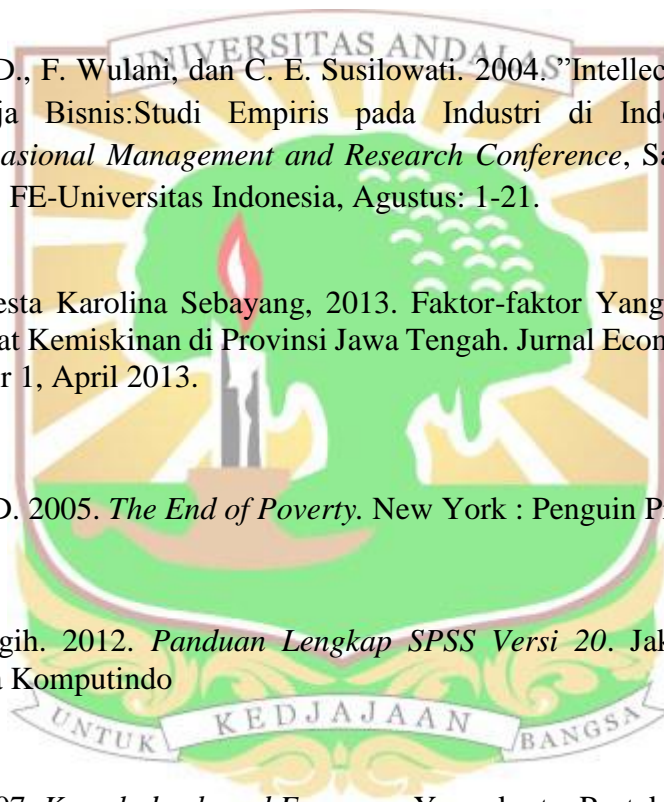 UNIVERSITAS ANDALAS
D., F. Wulani, dan C. E. Susilowati. 2004. ”Intellec
ja Bisnis:Studi Empiris pada Industri di Indo
asional Management and Research Conference, Sa
FE-Universitas Indonesia, Agustus: 1-21.
esta Karolina Sebayang, 2013. Faktor-faktor Yang
at Kemiskinan di Provinsi Jawa Tengah. Jurnal Econ
r 1, April 2013.
D. 2005. The End of Poverty. New York : Penguin P
gih. 2012. Panduan Lengkap SPSS Versi 20. Jak
a Komputindo
UNTUK KEDJAJAAN BANGSA